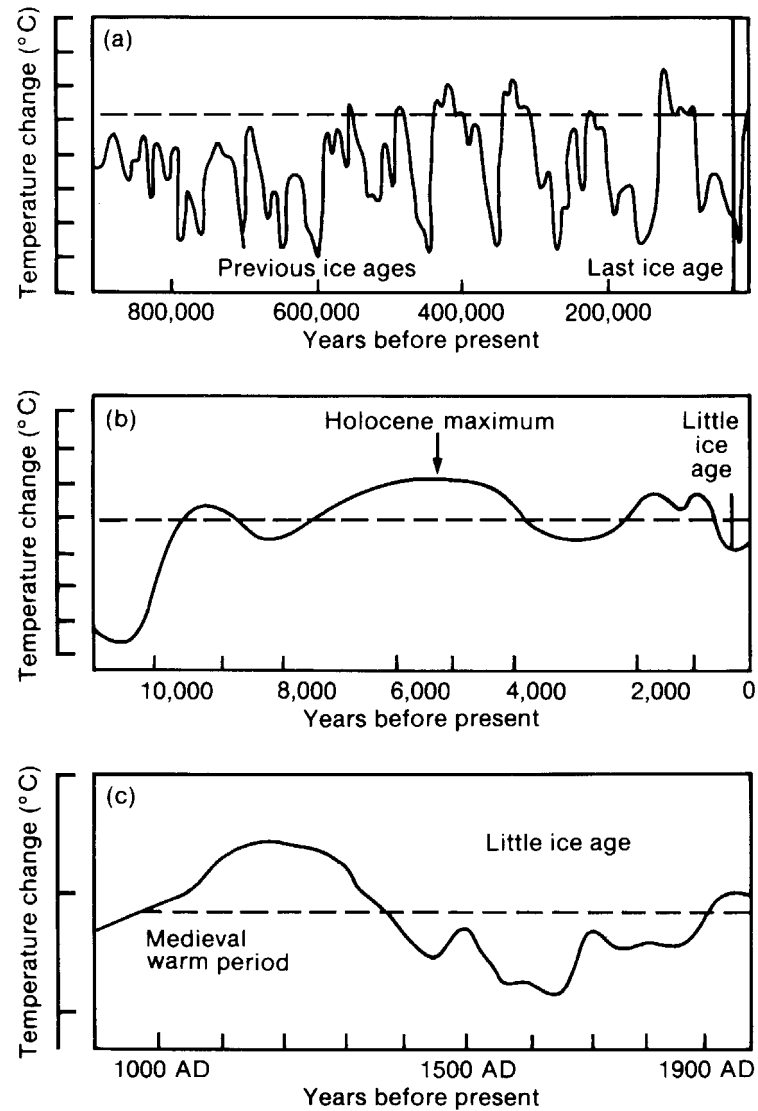 Temperature change (°C)
(a)
Previous ice ages
Last ice age
800,000
600,000
400,000
200,000
Years before present
Temperature change (°C)
(b)
Holocene maximum
Little
ice
age
10,000
8,000
6,000
4,000
2,000
0
Years before present
Temperature change (°C)
(c)
Little ice age
Medieval
warm period
1000 AD
1500 AD
1900 AD
Years before present